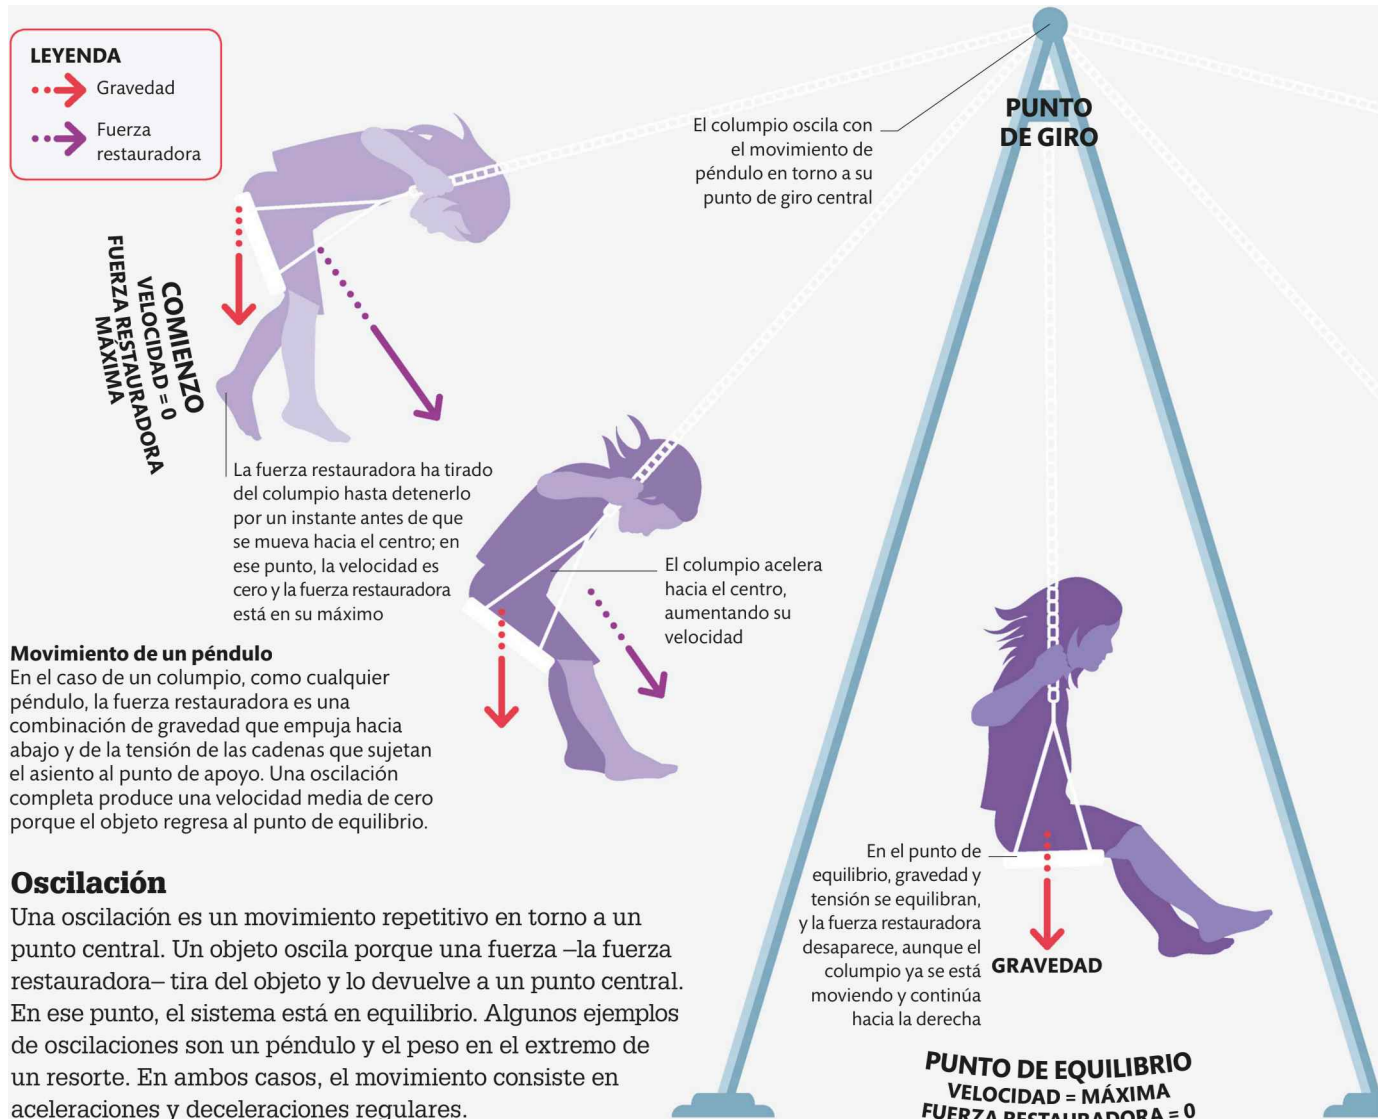 LEYENDA
Gravedad
Fuerza
restauradora
El columpio oscila con
el movimiento de
péndulo en torno a su
punto de giro central
PUNTO
DE GIRO
COMIENZO
VELOCIDAD = 0
FUERZA RESTAURADORA
MÁXIMA
La fuerza restauradora ha tirado
del columpio hasta detenerlo
por un instante antes de que
se mueva hacia el centro; en
ese punto, la velocidad es
cero y la fuerza restauradora
está en su máximo
El columpio acelera
hacia el centro,
aumentando su
velocidad
Movimiento de un péndulo
En el caso de un columpio, como cualquier
péndulo, la fuerza restauradora es una
combinación de gravedad que empuja hacia
abajo y de la tensión de las cadenas que sujetan
el asiento al punto de apoyo. Una oscilación
completa produce una velocidad media de cero
porque el objeto regresa al punto de equilibrio.
Oscilación
Una oscilación es un movimiento repetitivo en torno a un
punto central. Un objeto oscila porque una fuerza –la fuerza
restauradora– tira del objeto y lo devuelve a un punto central.
En ese punto, el sistema está en equilibrio. Algunos ejemplos
de oscilaciones son un péndulo y el peso en el extremo de
un resorte. En ambos casos, el movimiento consiste en
aceleraciones y deceleraciones regulares.
En el punto de
equilibrio, gravedad y
tensión se equilibran,
y la fuerza restauradora
desaparece, aunque el
columpio ya se está
moviendo y continúa
hacia la derecha
GRAVEDAD
PUNTO DE EQUILIBRIO
VELOCIDAD = MÁXIMA
FUERZA RESTAURADORA = 0